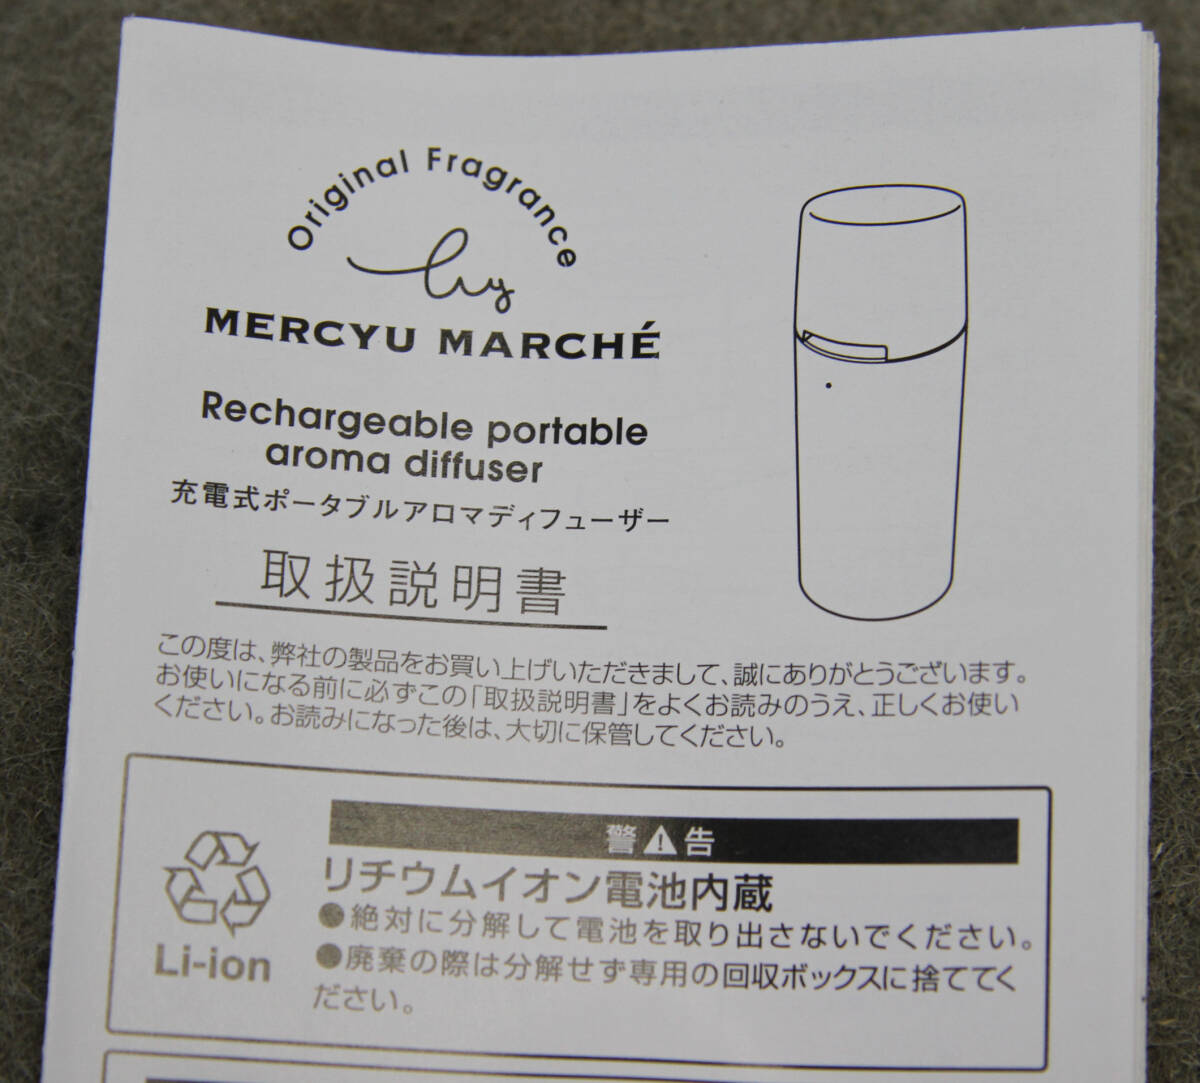 Original Fragrance
by
MERCYU MARCHÉ
Rechargeable portable
aroma diffuser
充電式ポータブルアロマディフューザー
取扱説明書
この度は、弊社の製品をお買い上げいただきまして、誠にありがとうございます。
お使いになる前に必ずこの「取扱説明書」をよくお読みのうえ、正しくお使い
ください。お読みになった後は、大切に保管してください。
警告
リチウムイオン電池内蔵
●絶対に分解して電池を取り出さないでください。
●廃棄の際は分解せず専用の回収ボックスに捨ててく
ださい。
Li-ion